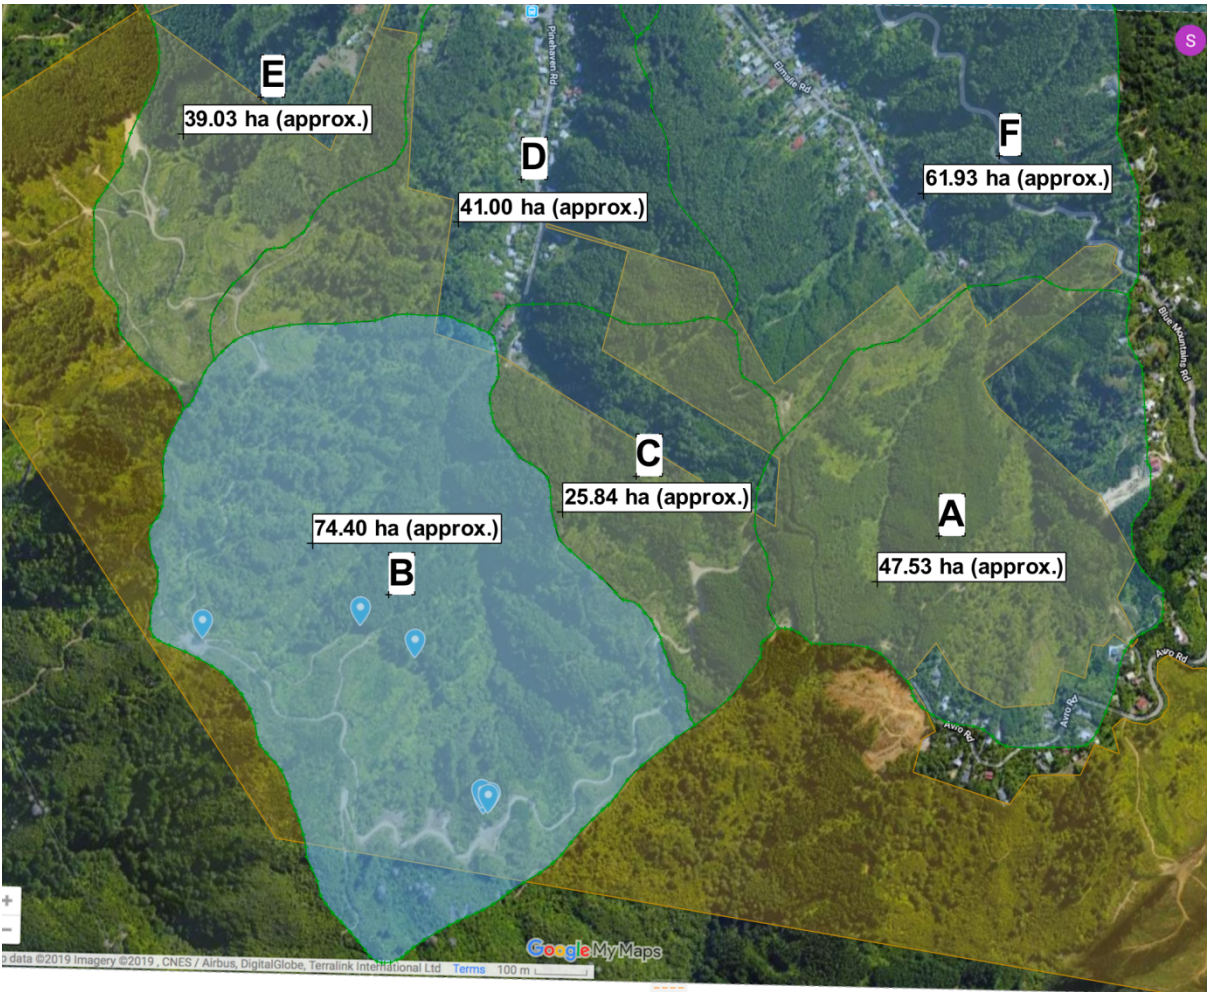 S
Pinehaven Rd
Elmslie Rd
E
39.03 ha (approx.)
D
41.00 ha (approx.)
F
61.93 ha (approx.)
Blue Mountains Rd
C
25.84 ha (approx.)
A
47.53 ha (approx.)
74.40 ha (approx.)
B
Avro Rd
Avro Rd
Avro Rd
Google My Maps
data ©2019 Imagery ©2019 , CNES / Airbus, DigitalGlobe, Terralink International Ltd Terms 100 m